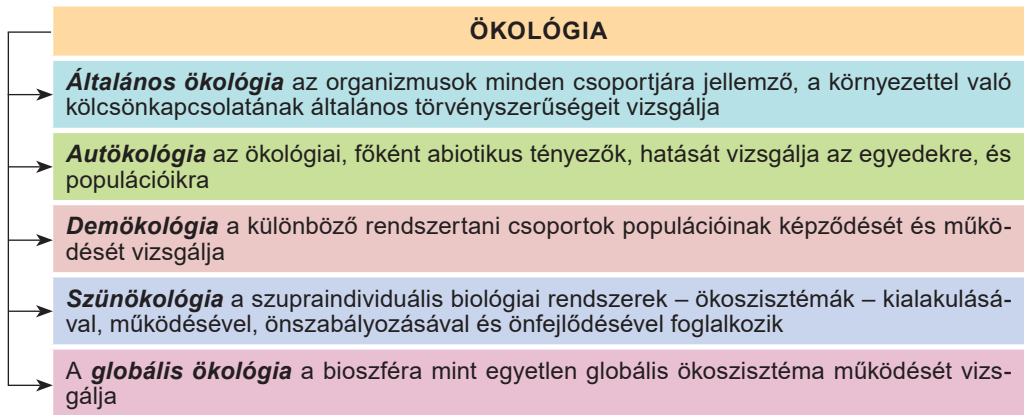 ÖKOLÓGIA
Általános ökológia az organizmusok minden csoportjára jellemző, a környezettel való
kölcsönkapcsolatának általános törvényszerűségeit vizsgálja
Autökológia az ökológiai, főként abiotikus tényezők, hatását vizsgálja az egyedekre, és
populációikra
Demökológia a különböző rendszertani csoportok populációinak képződését és műkö-
dését vizsgálja
Szünökológia a szupraindividuális biológiai rendszerek – ökoszisztémák – kialakulásá-
val, működésével, önszabályozásával és önfejlődésével foglalkozik
A globális ökológia a bioszféra mint egyetlen globális ökoszisztéma működését vizs-
gálja